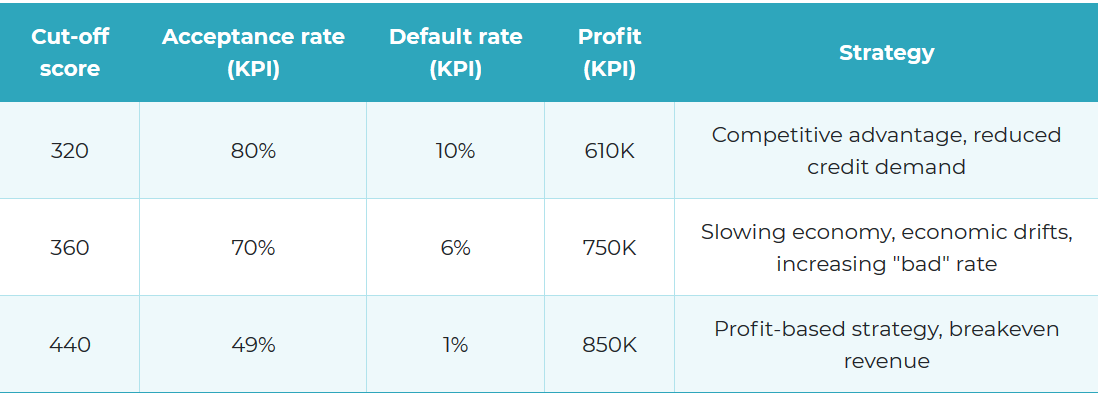 Cut-off score
Acceptance rate (KPI)
Default rate (KPI)
Profit (KPI)
Strategy
320
80%
10%
610K
Competitive advantage, reduced
credit demand
360
70%
6%
750K
Slowing economy, economic drifts,
increasing "bad" rate
440
49%
1%
850K
Profit-based strategy, breakeven
revenue